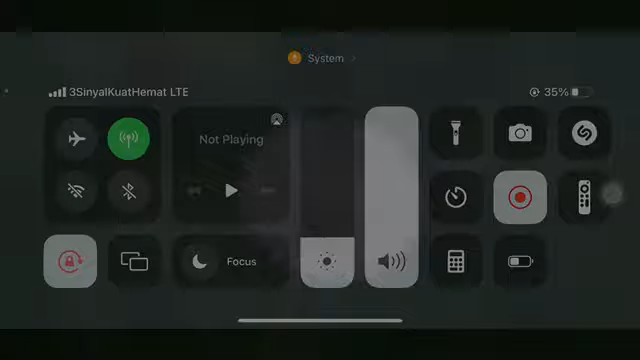 System
3SinyalKuatHemat LTE
35%
Not Playing
Focus